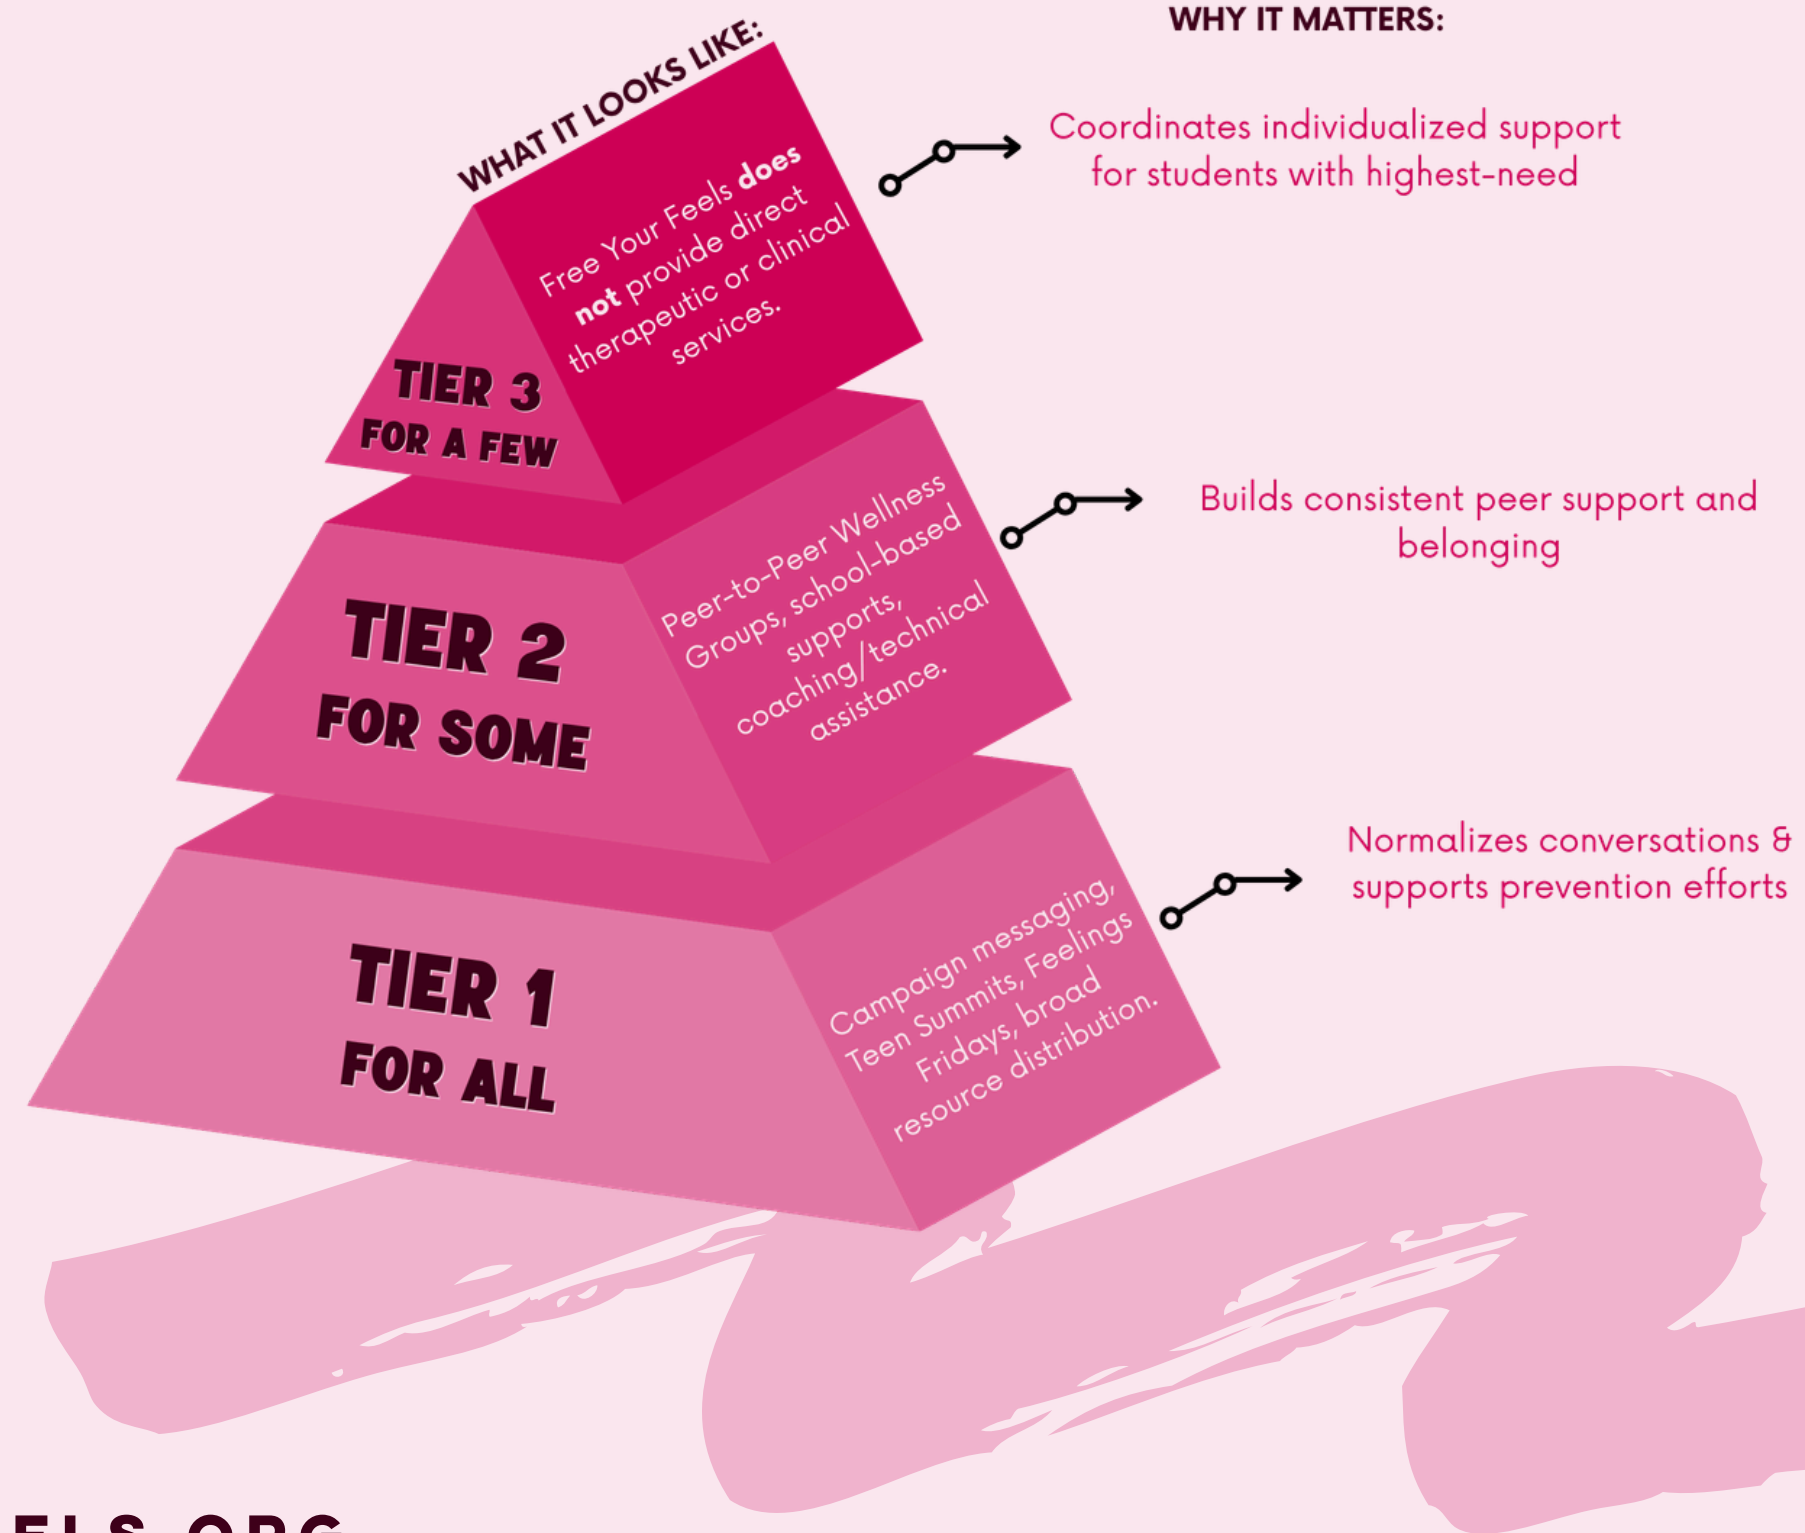 WHAT IT LOOKS LIKE:
WHY IT MATTERS:
Free Your Feels does
not provide direct
therapeutic or clinical
services.
Coordinates individualized support
for students with highest-need
TIER 3
FOR A FEW
Peer-to-Peer Wellness
Groups, school-based
supports,
coaching/technical
assistance.
Builds consistent peer support and
belonging
TIER 2
FOR SOME
Campaign messaging,
Teen Summits, Feelings
Fridays, broad
resource distribution.
Normalizes conversations &
supports prevention efforts
TIER 1
FOR ALL
ELS.ORG